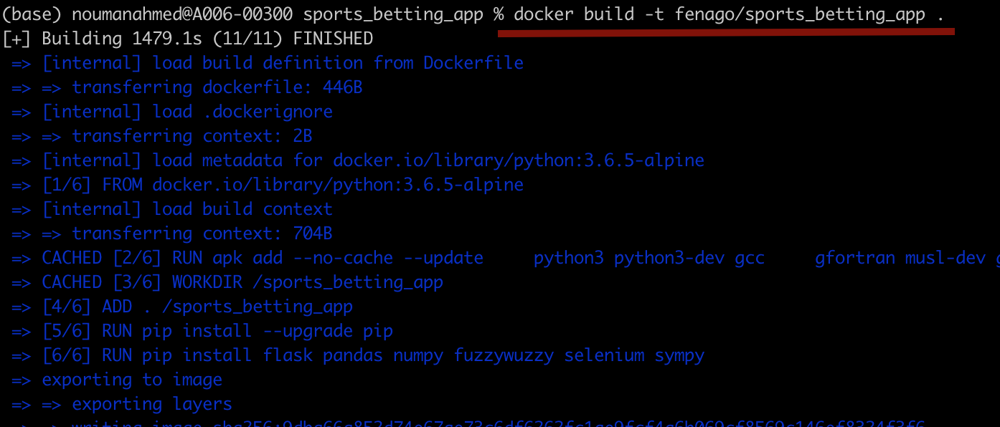 (base) noumanahmed@A006-00300 sports_betting_app % docker build -t fenago/sports_betting_app .
[+] Building 1479.1s (11/11) FINISHED
=> [internal] load build definition from Dockerfile
=> => transferring dockerfile: 446B
=> [internal] load .dockerignore
=> => transferring context: 2B
=> [internal] load metadata for docker.io/library/python:3.6.5-alpine
=> [1/6] FROM docker.io/library/python:3.6.5-alpine
=> [internal] load build context
=> => transferring context: 704B
=> CACHED [2/6] RUN apk add --no-cache --update     python3 python3-dev gcc     gfortran musl-dev
=> CACHED [3/6] WORKDIR /sports_betting_app
=> [4/6] ADD . /sports_betting_app
=> [5/6] RUN pip install --upgrade pip
=> [6/6] RUN pip install flask pandas numpy fuzzywuzzy selenium sympy
=> exporting to image
=> => exporting layers
=> => writing image